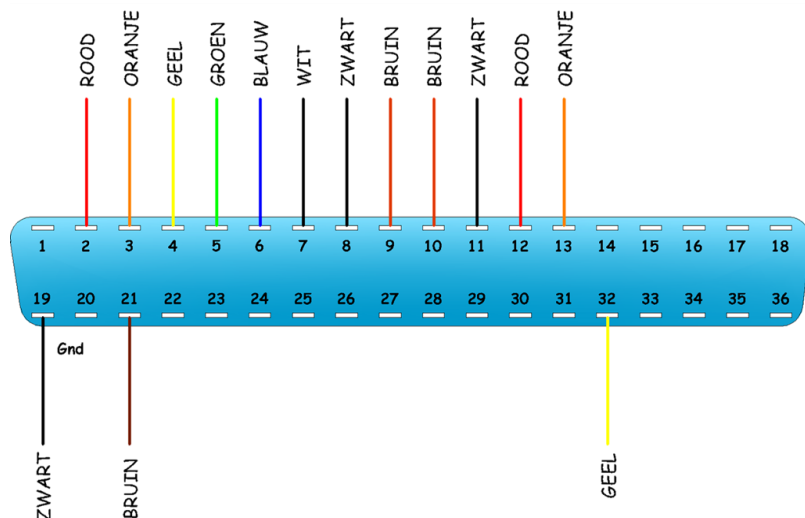 ROOD
ORANJE
GEEL
GROEN
BLAUW
WIT
ZWART
BRUIN
BRUIN
ZWART
ROOD
ORANJE
1 2 3 4 5 6 7 8 9 10 11 12 13 14 15 16 17 18
19 20 21 22 23 24 25 26 27 28 29 30 31 32 33 34 35 36
Gnd
ZWART
BRUIN
GEEL